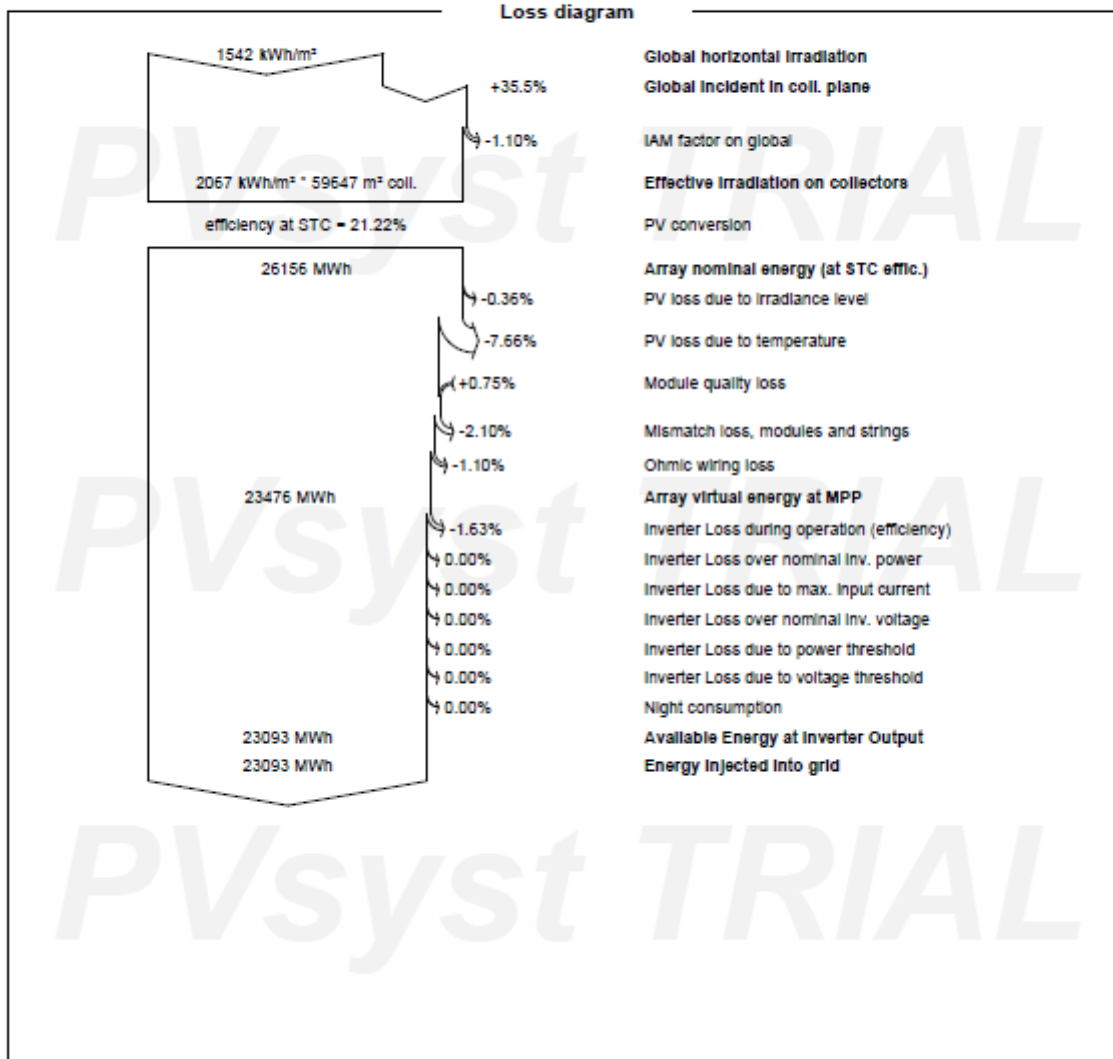 Loss diagram
1542 kWh/m² Global horizontal irradiation
+35.5% Global incident in coll. plane
-1.10% IAM factor on global
2067 kWh/m² * 59647 m² coll. Effective irradiation on collectors
efficiency at STC = 21.22% PV conversion
PVsyst TRIAL
26156 MWh Array nominal energy (at STC effic.)
-0.36% PV loss due to irradiance level
-7.66% PV loss due to temperature
+0.75% Module quality loss
-2.10% Mismatch loss, modules and strings
-1.10% Ohmic wiring loss
23476 MWh Array virtual energy at MPP
-1.63% Inverter Loss during operation (efficiency)
0.00% Inverter Loss over nominal inv. power
PVsyst TRIAL
0.00% Inverter Loss due to max. input current
0.00% Inverter Loss over nominal inv. voltage
0.00% Inverter Loss due to power threshold
0.00% Inverter Loss due to voltage threshold
0.00% Night consumption
23093 MWh Available Energy at Inverter Output
23093 MWh Energy injected into grid
PVsyst TRIAL